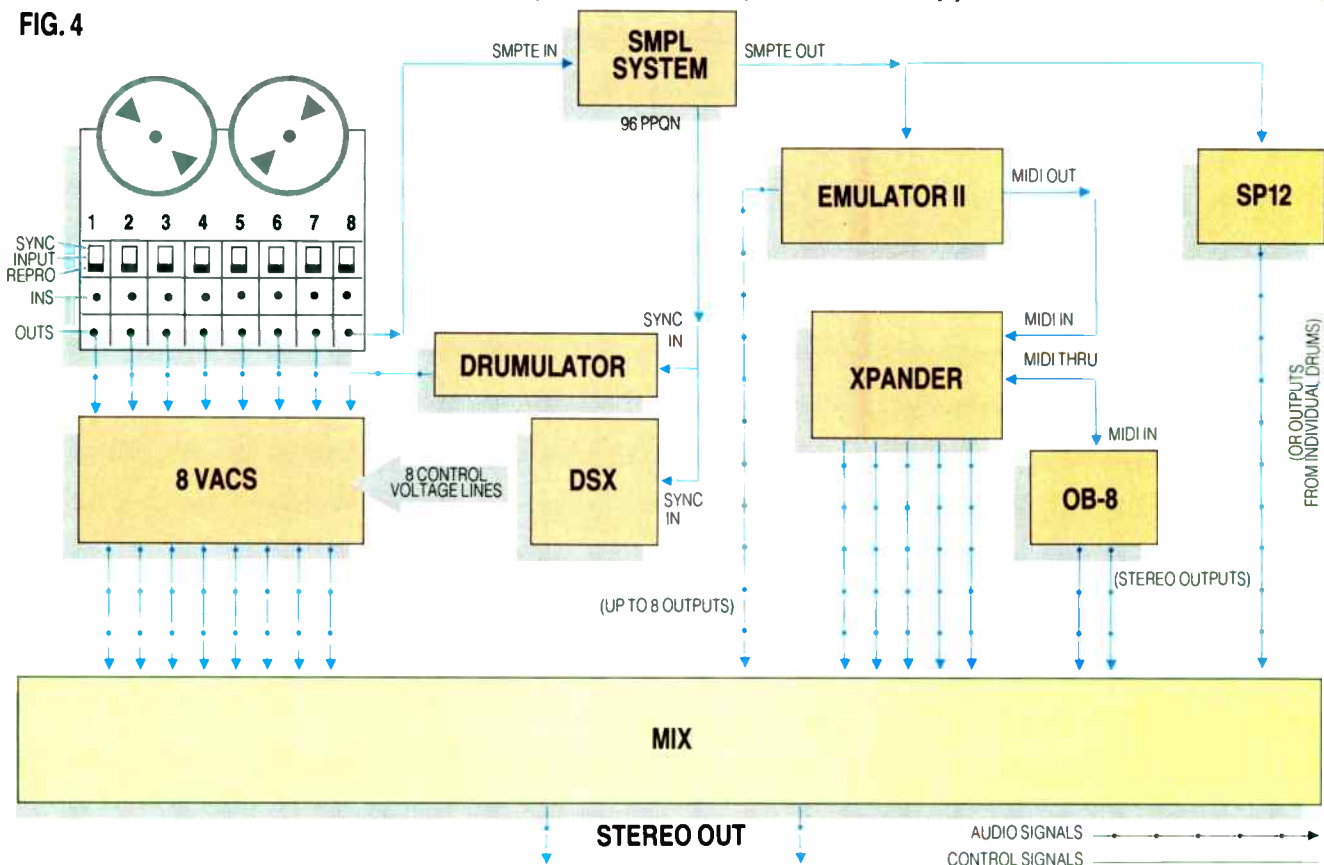 FIG. 4
SMPTE IN
SMPL
SYSTEM
SMPTE OUT
96 PPQN
EMULATOR II
MIDI OUT
SP12
1 2 3 4 5 6 7 8
SYNC
INPUT
REPRO
INS
OUTS
SYNC
IN
DRUMULATOR
MIDI IN
MIDI THRU
XPANDER
(OR OUTPUTS
FROM INDIVIDUAL DRUMS)
8 VACS
8 CONTROL
VOLTAGE LINES
DSX
SYNC
IN
MIDI IN
OB-8
(UP TO 8 OUTPUTS)
(STEREO OUTPUTS)
MIX
STEREO OUT
AUDIO SIGNALS
CONTROL SIGNALS